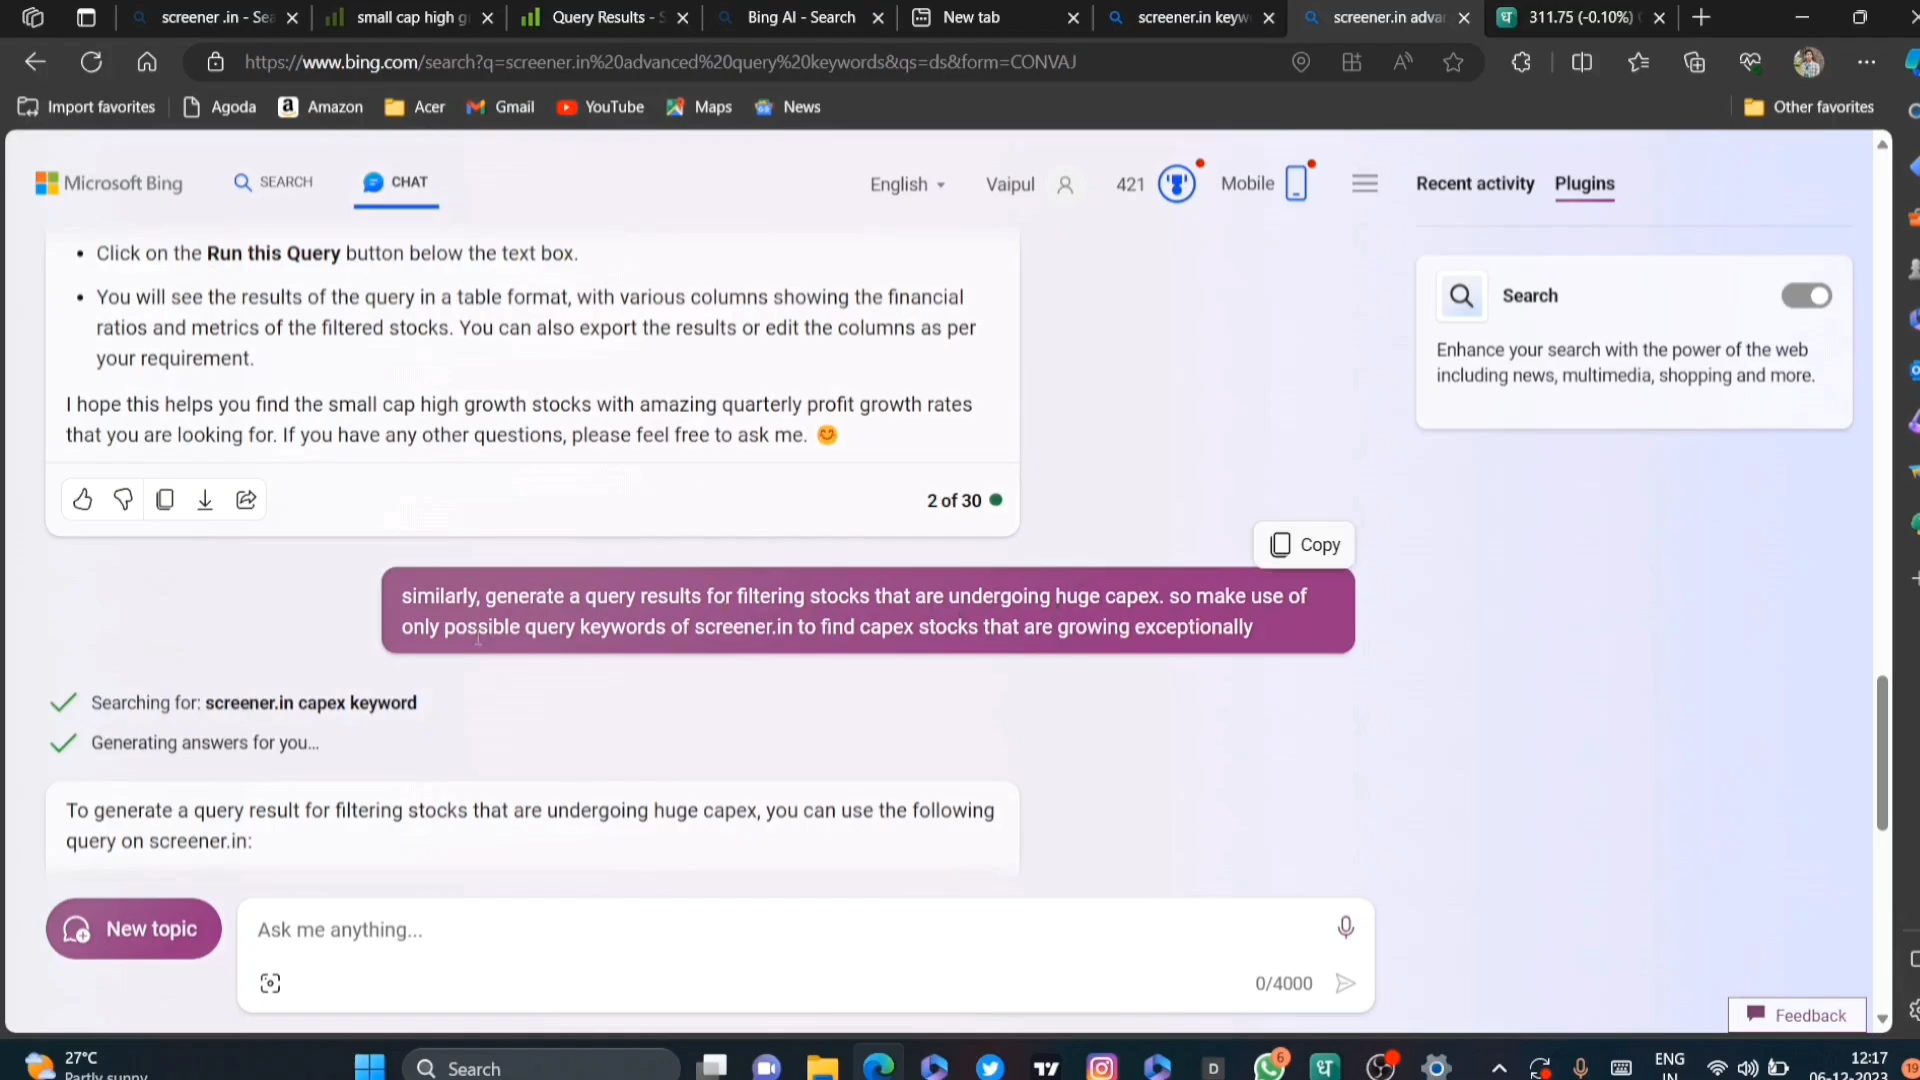 screener .in - Sea
small cap high g
Query Results - S
Bing AI - Search
New tab
screener.in keyw
screener.in adva
311.75 (-0.10%)
https://www.bing.com/search?q=screener.in%20advanced%20query%20keywords&qs=ds&form=CONVAJ
Import favorites
Agoda
Amazon
Acer
Gmail
YouTube
Maps
News
Other favorites
Microsoft Bing
SEARCH
CHAT
English
Vaipul
421
Mobile
Recent activity
Plugins
• Click on the Run this Query button below the text box.
• You will see the results of the query in a table format, with various columns showing the financial
ratios and metrics of the filtered stocks. You can also export the results or edit the columns as per
your requirement.
I hope this helps you find the small cap high growth stocks with amazing quarterly profit growth rates
that you are looking for. If you have any other questions, please feel free to ask me. 😊
2 of 30
Search
Enhance your search with the power of the web
including news, multimedia, shopping and more.
Copy
similarly, generate a query results for filtering stocks that are undergoing huge capex. so make use of
only possible query keywords of screener.in to find capex stocks that are growing exceptionally
Searching for: screener.in capex keyword
Generating answers for you...
To generate a query result for filtering stocks that are undergoing huge capex, you can use the following
query on screener.in:
New topic
Ask me anything...
0/4000
Feedback
27°C
Partly sunny
Search
6
ENG
IN
12:17
06-12-2023
19